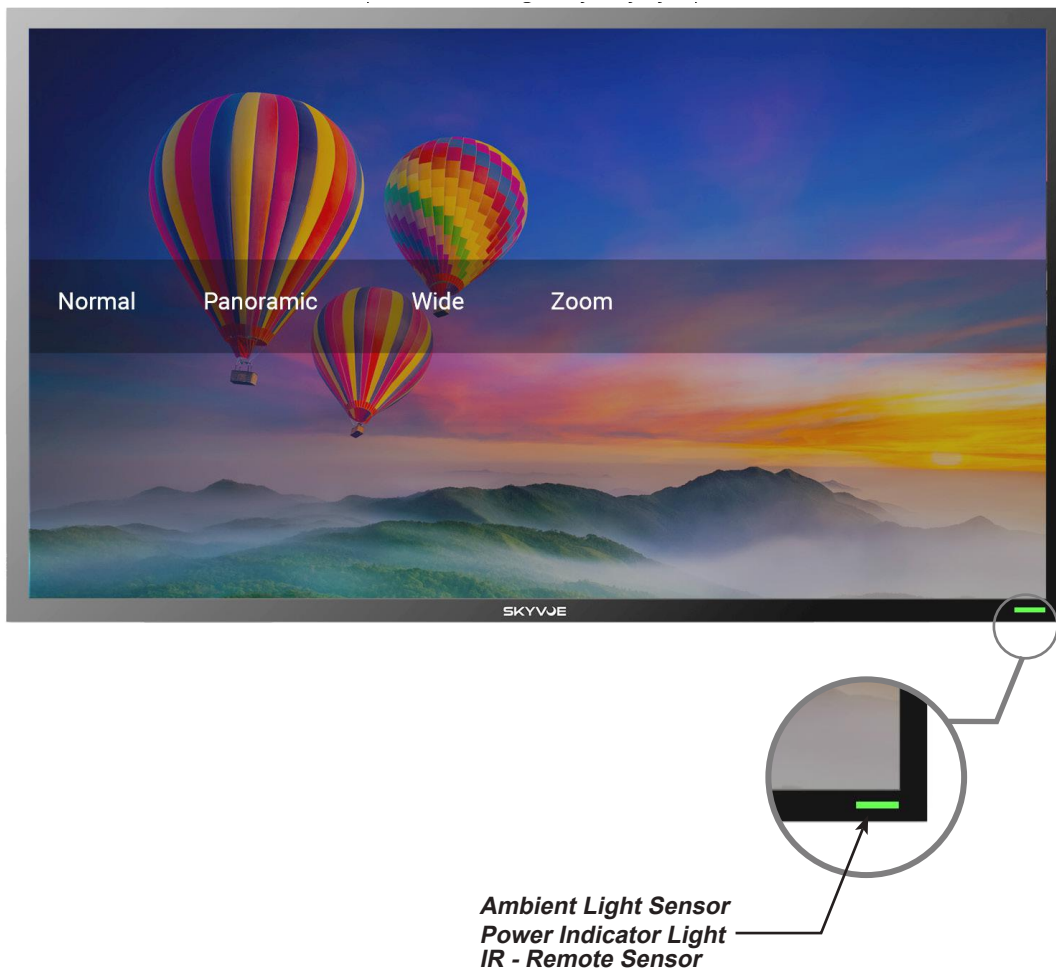 Normal Panoramic Wide Zoom
SKYVUE
Ambient Light Sensor
Power Indicator Light
IR - Remote Sensor